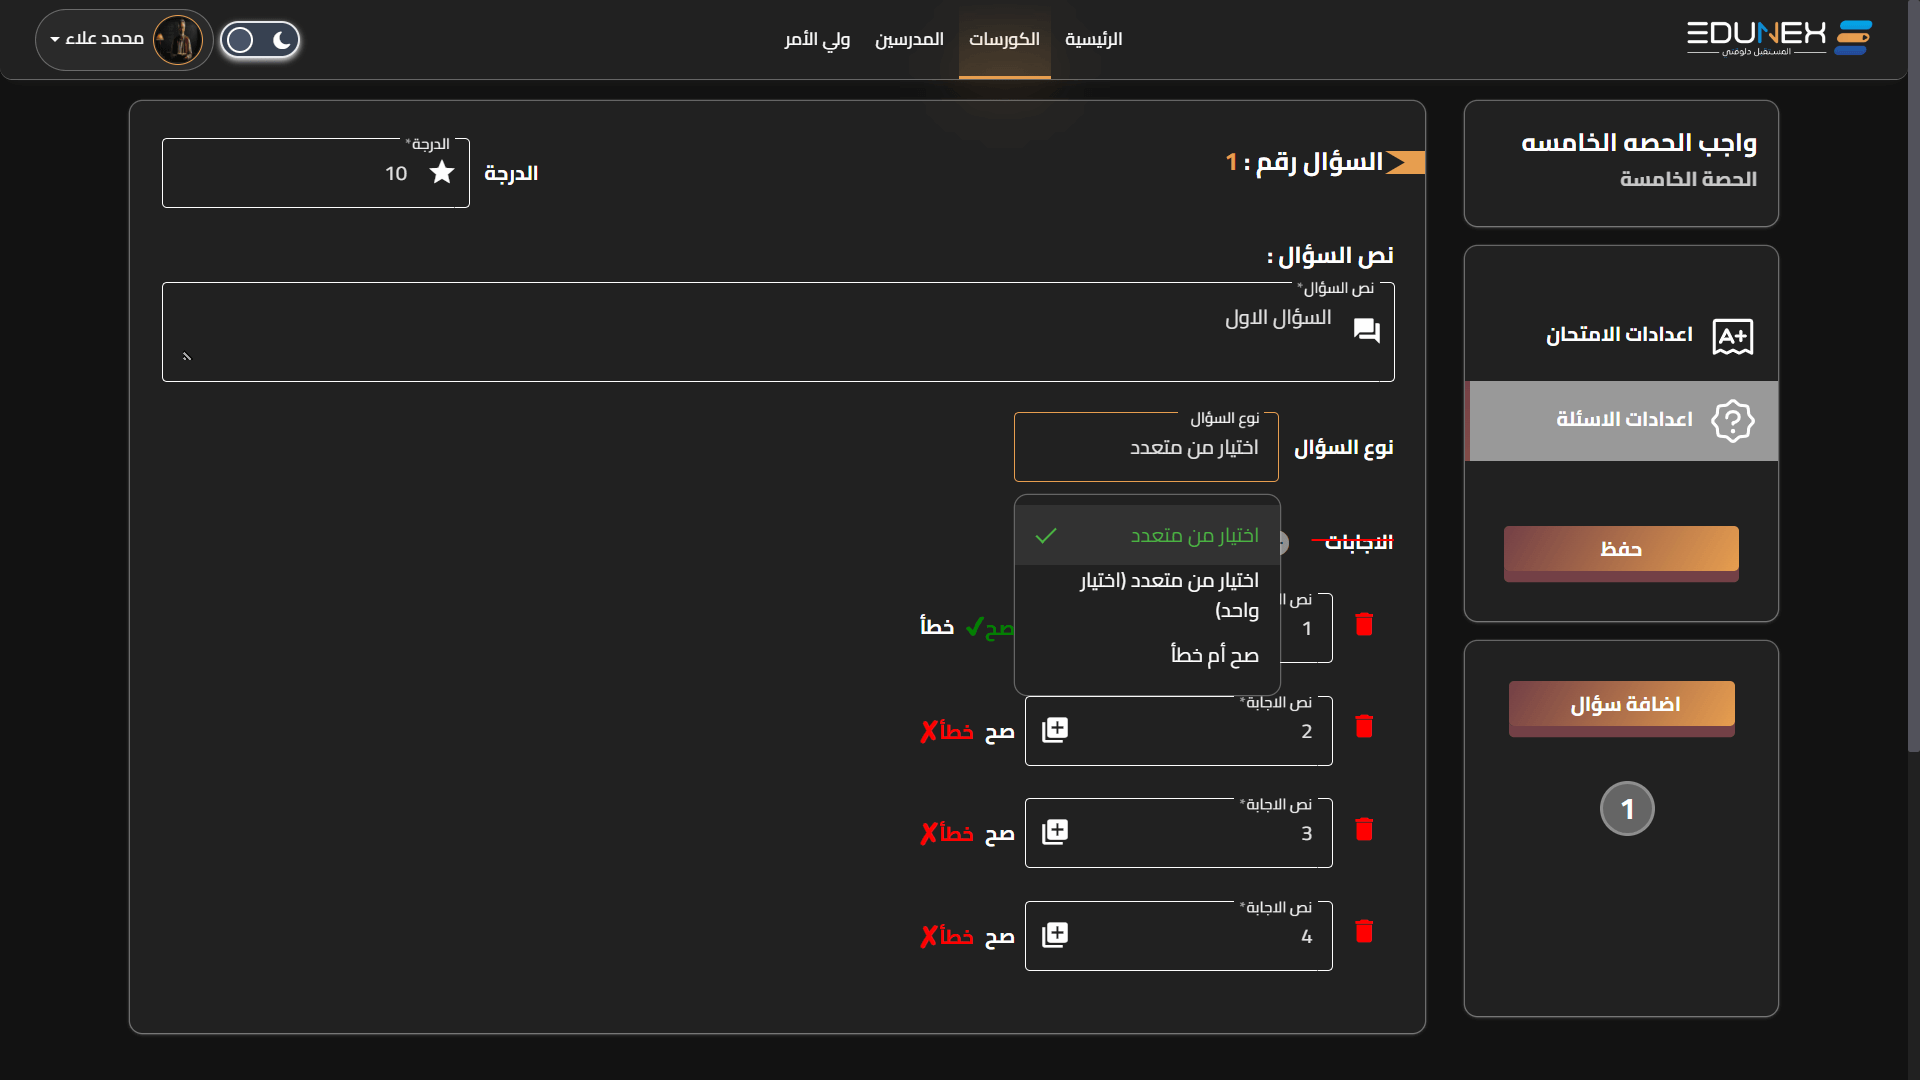 EDUNEX
المستقبل دلوقتي
الرئيسية
الكورسات
المدرسين
ولي الأمر
محمد علاء
واجب الحصه الخامسه
الحصة الخامسة
اعدادات الامتحان
اعدادات الاسئلة
حفظ
اضافة سؤال
1
السؤال رقم : 1
الدرجة
الدرجة*
10
نص السؤال :
نص السؤال*
السؤال الاول
نوع السؤال
نوع السؤال
اختيار من متعدد
اختيار من متعدد
اختيار من متعدد (اختيار
واحد)
صح أم خطأ
الاجابات
نص ال
1
صح✓ خطأ
نص الاجابة*
2
صح خطأ✗
نص الاجابة*
3
صح خطأ✗
نص الاجابة*
4
صح خطأ✗